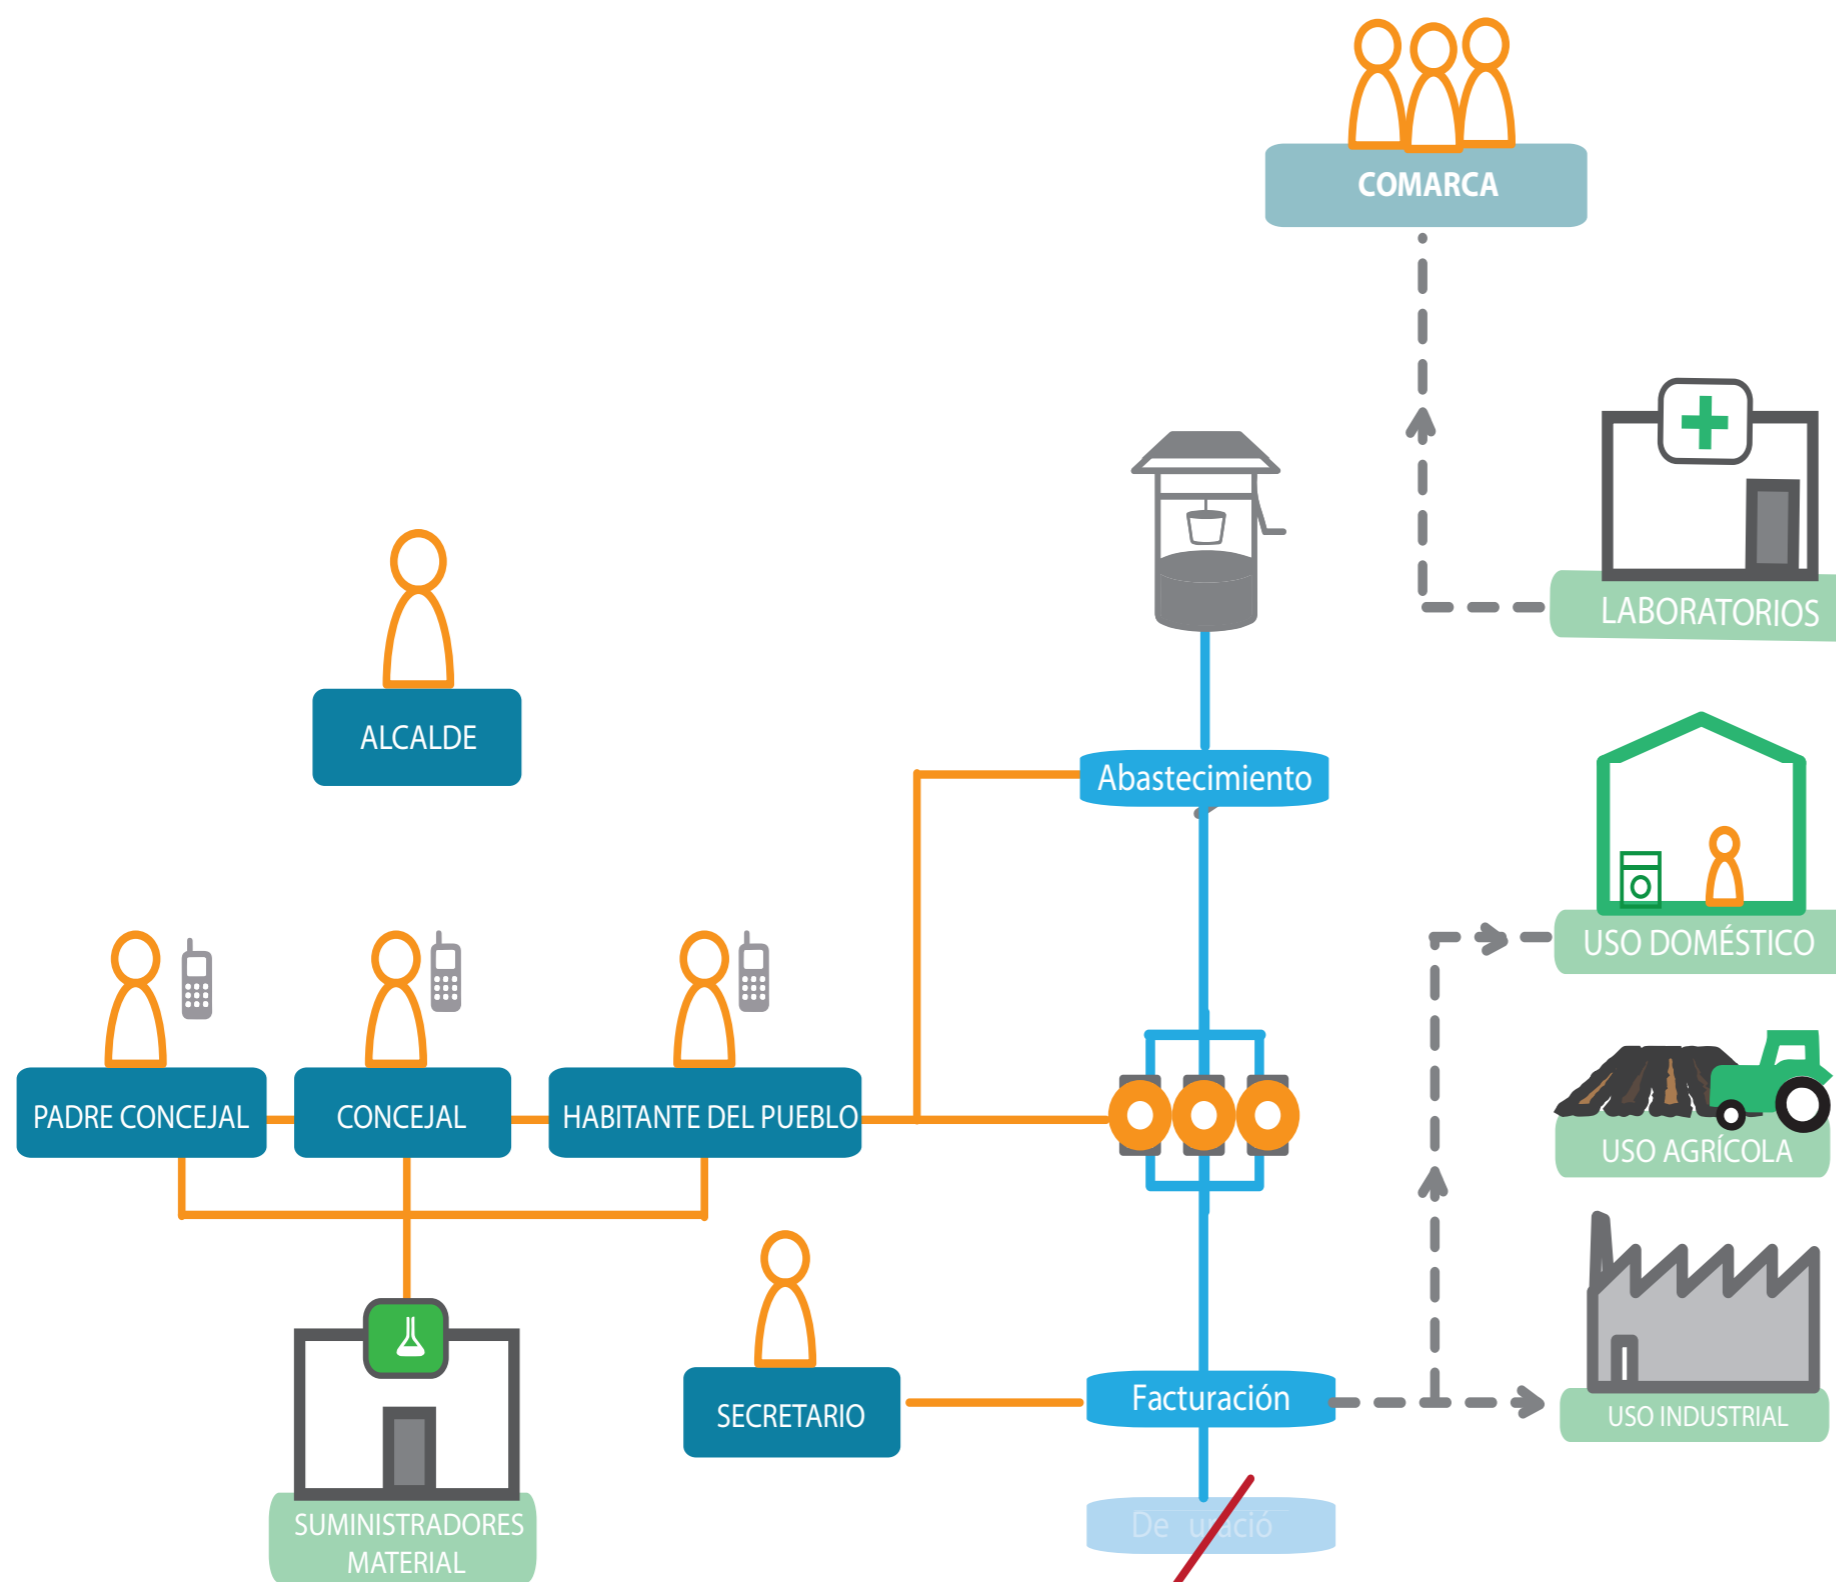 COMARCA
LABORATORIOS
ALCALDE
Abastecimiento
USO DOMÉSTICO
PADRE CONCEJAL
CONCEJAL
HABITANTE DEL PUEBLO
USO AGRÍCOLA
SECRETARIO
Facturación
USO INDUSTRIAL
SUMINISTRADORES
MATERIAL